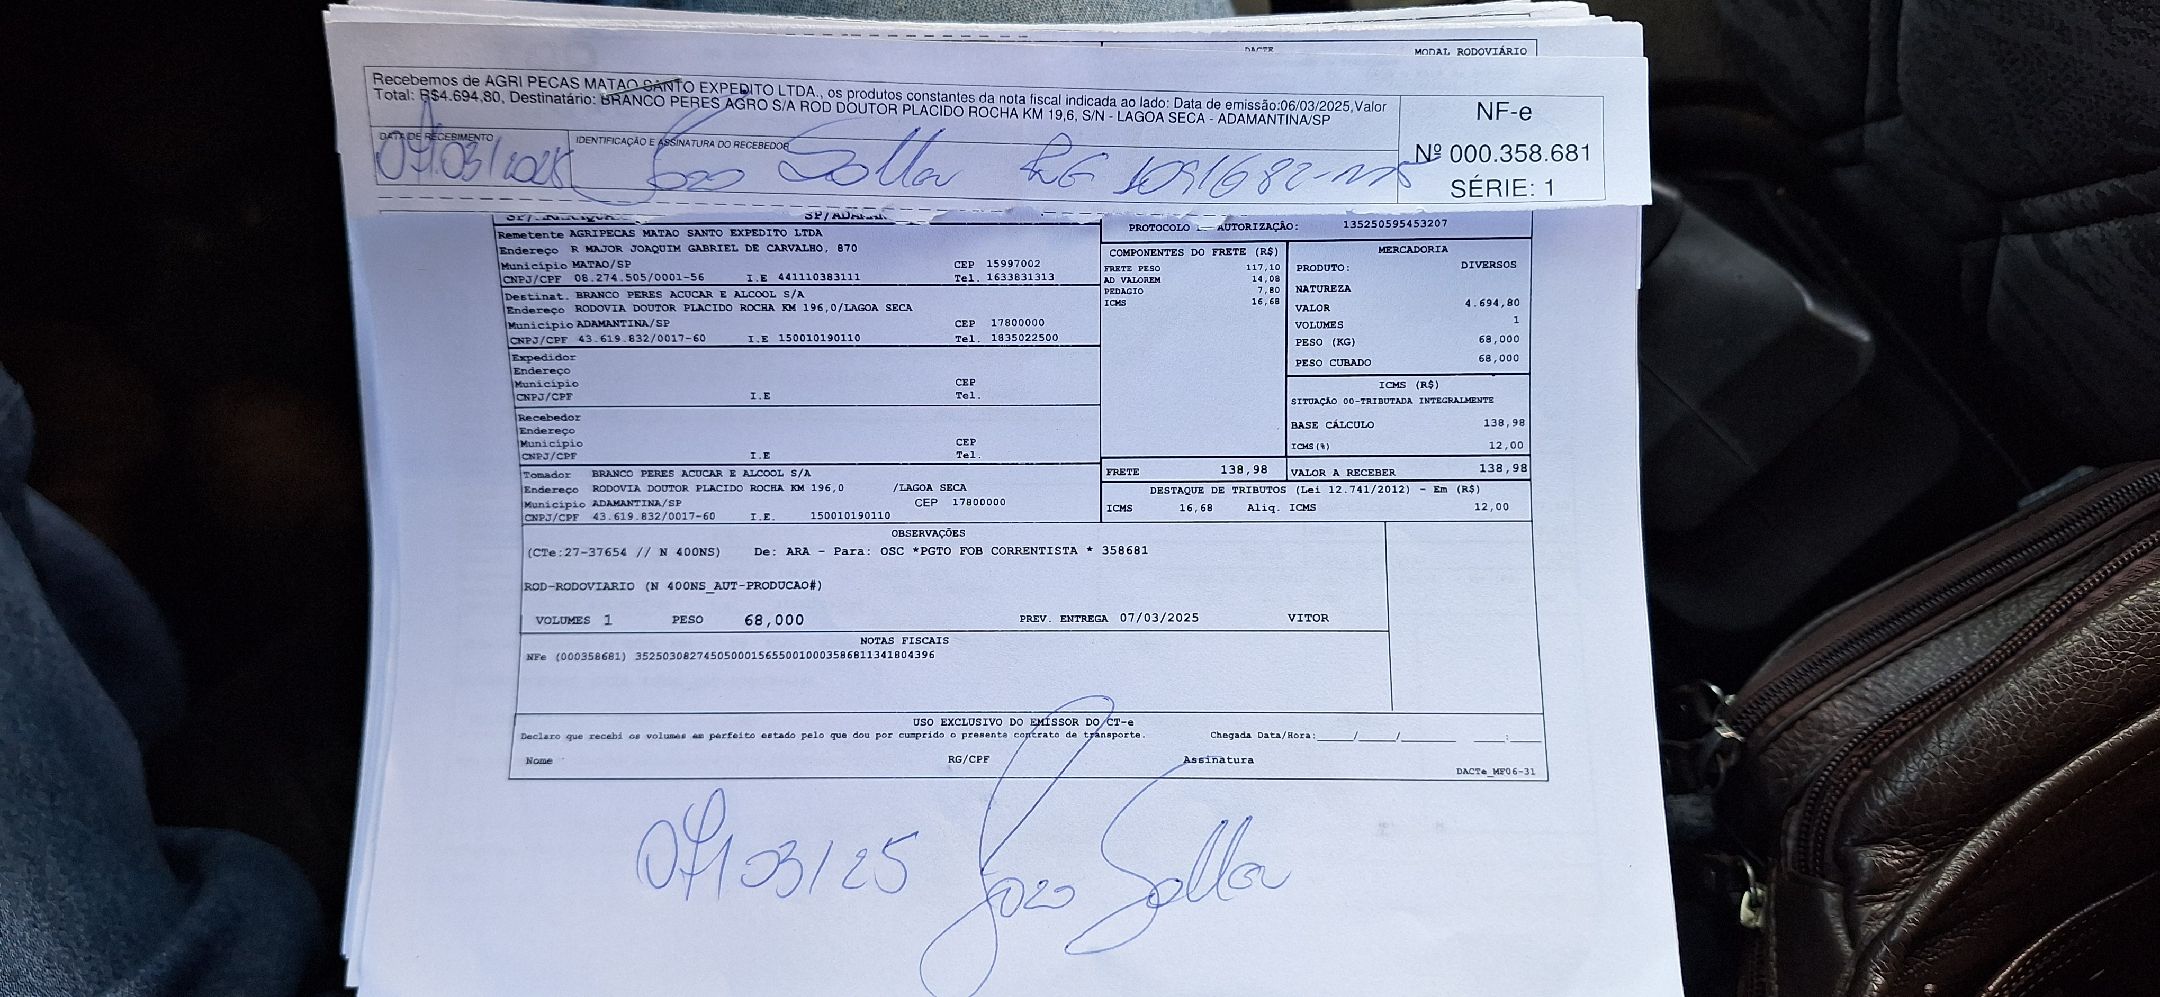 MODAL RODOVIÁRIO
Recebemos de AGRI PECAS MATAO SANTO EXPEDITO LTDA., os produtos constantes da nota fiscal indicada ao lado: Data de emissão:06/03/2025,Valor
Total: R$4.694,80, Destinatário: BRANCO PERES AGRO S/A ROD DOUTOR PLACIDO ROCHA KM 19,6, S/N - LAGOA SECA - ADAMANTINA/SP
NF-e
Nº 000.358.681
SÉRIE: 1
DATA DE RECEBIMENTO
IDENTIFICAÇÃO E ASSINATURA DO RECEBEDOR
07/03/2025 RG
PROTOCOLO AUTORIZAÇÃO: 135250595453207
Remetente AGRIPECAS MATAO SANTO EXPEDITO LTDA
Endereço R MAJOR JOAQUIM GABRIEL DE CARVALHO, 870
Município MATAO/SP CEP 15997002
CNPJ/CPF 08.274.505/0001-56 I.E 441110383111 Tel. 1633831313
Destinat. BRANCO PERES ACUCAR E ALCOOL S/A
Endereço RODOVIA DOUTOR PLACIDO ROCHA KM 196,0/LAGOA SECA
Município ADAMANTINA/SP CEP 17800000
CNPJ/CPF 43.619.832/0017-60 I.E 150010190110 Tel. 1835022500
Expedidor
Endereço
Município CEP
CNPJ/CPF I.E Tel.
Recebedor
Endereço
Município CEP
CNPJ/CPF I.E Tel.
Tomador BRANCO PERES ACUCAR E ALCOOL S/A
Endereço RODOVIA DOUTOR PLACIDO ROCHA KM 196,0 /LAGOA SECA
Município ADAMANTINA/SP CEP 17800000
CNPJ/CPF 43.619.832/0017-60 I.E. 150010190110
COMPONENTES DO FRETE (R$)
FRETE PESO 117,10
AD VALOREM 14,08
PEDAGIO 7,80
ICMS 16,68
FRETE 138,98
MERCADORIA
PRODUTO: DIVERSOS
NATUREZA
VALOR 4.694,80
VOLUMES 1
PESO (KG) 68,000
PESO CUBADO 68,000
ICMS (R$)
SITUAÇÃO 00-TRIBUTADA INTEGRALMENTE
BASE CÁLCULO 138,98
ICMS(%) 12,00
VALOR A RECEBER 138,98
DESTAQUE DE TRIBUTOS (Lei 12.741/2012) - Em (R$)
ICMS 16,68 Aliq. ICMS 12,00
OBSERVAÇÕES
(CTe:27-37654 // N 400NS) De: ARA - Para: OSC *PGTO FOB CORRENTISTA * 358681
ROD-RODOVIARIO (N 400NS_AUT-PRODUCAO#)
VOLUMES 1 PESO 68,000 PREV. ENTREGA 07/03/2025 VITOR
NOTAS FISCAIS
NFe (000358681) 35250308274505000156550010003586811341804396
USO EXCLUSIVO DO EMISSOR DO CT-e
Declaro que recebi os volumes em perfeito estado pelo que dou por cumprido o presente contrato de transporte. Chegada Data/Hora:____/____/_______ ____:____
Nome RG/CPF Assinatura
DACTe_MF06-31
07/03/25